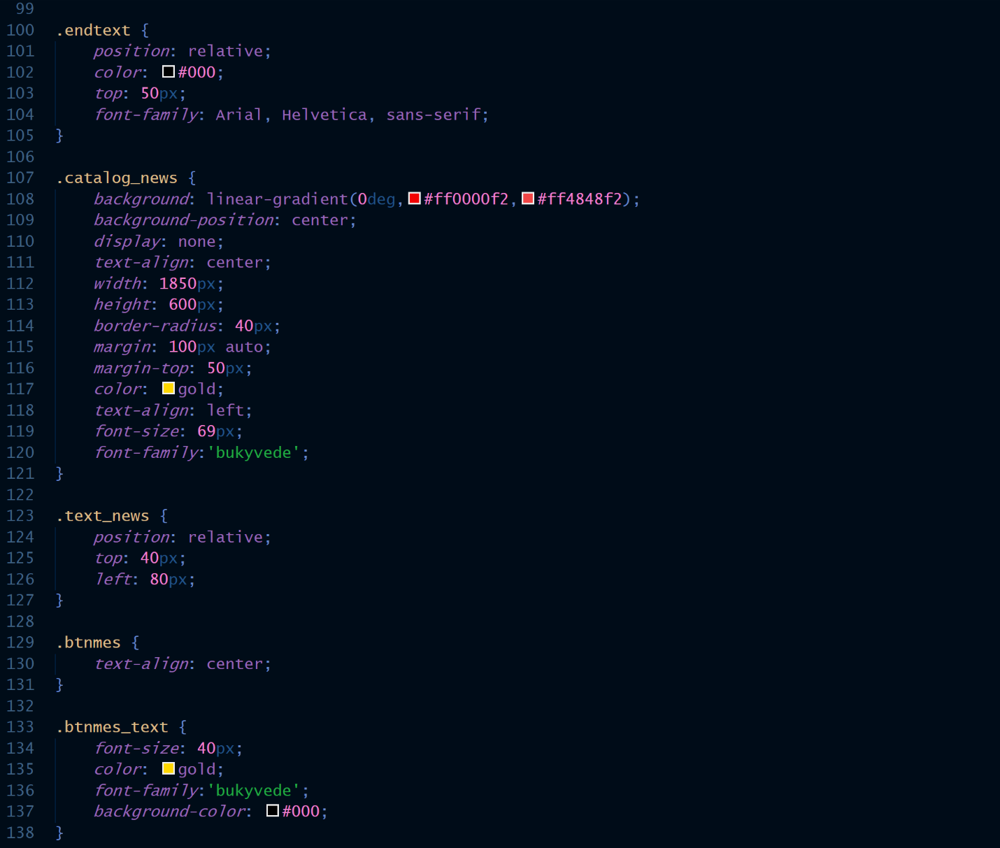 99
100 .endtext {
101 position: relative;
102 color: #000;
103 top: 50px;
104 font-family: Arial, Helvetica, sans-serif;
105 }
106
107 .catalog_news {
108 background: linear-gradient(0deg,#ff0000f2,#ff4848f2);
109 background-position: center;
110 display: none;
111 text-align: center;
112 width: 1850px;
113 height: 600px;
114 border-radius: 40px;
115 margin: 100px auto;
116 margin-top: 50px;
117 color: gold;
118 text-align: left;
119 font-size: 69px;
120 font-family:'bukyvede';
121 }
122
123 .text_news {
124 position: relative;
125 top: 40px;
126 left: 80px;
127 }
128
129 .btnmes {
130 text-align: center;
131 }
132
133 .btnmes_text {
134 font-size: 40px;
135 color: gold;
136 font-family:'bukyvede';
137 background-color: #000;
138 }